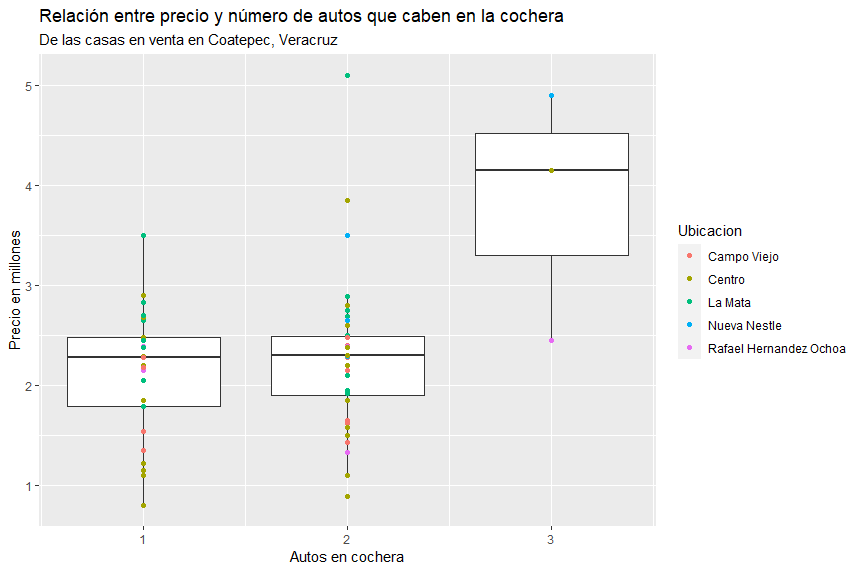 Relación entre precio y número de autos que caben en la cochera
De las casas en venta en Coatepec, Veracruz
Precio en millones
5
4
3
2
1
1
2
3
Autos en cochera
Ubicacion
Campo Viejo
Centro
La Mata
Nueva Nestle
Rafael Hernandez Ochoa